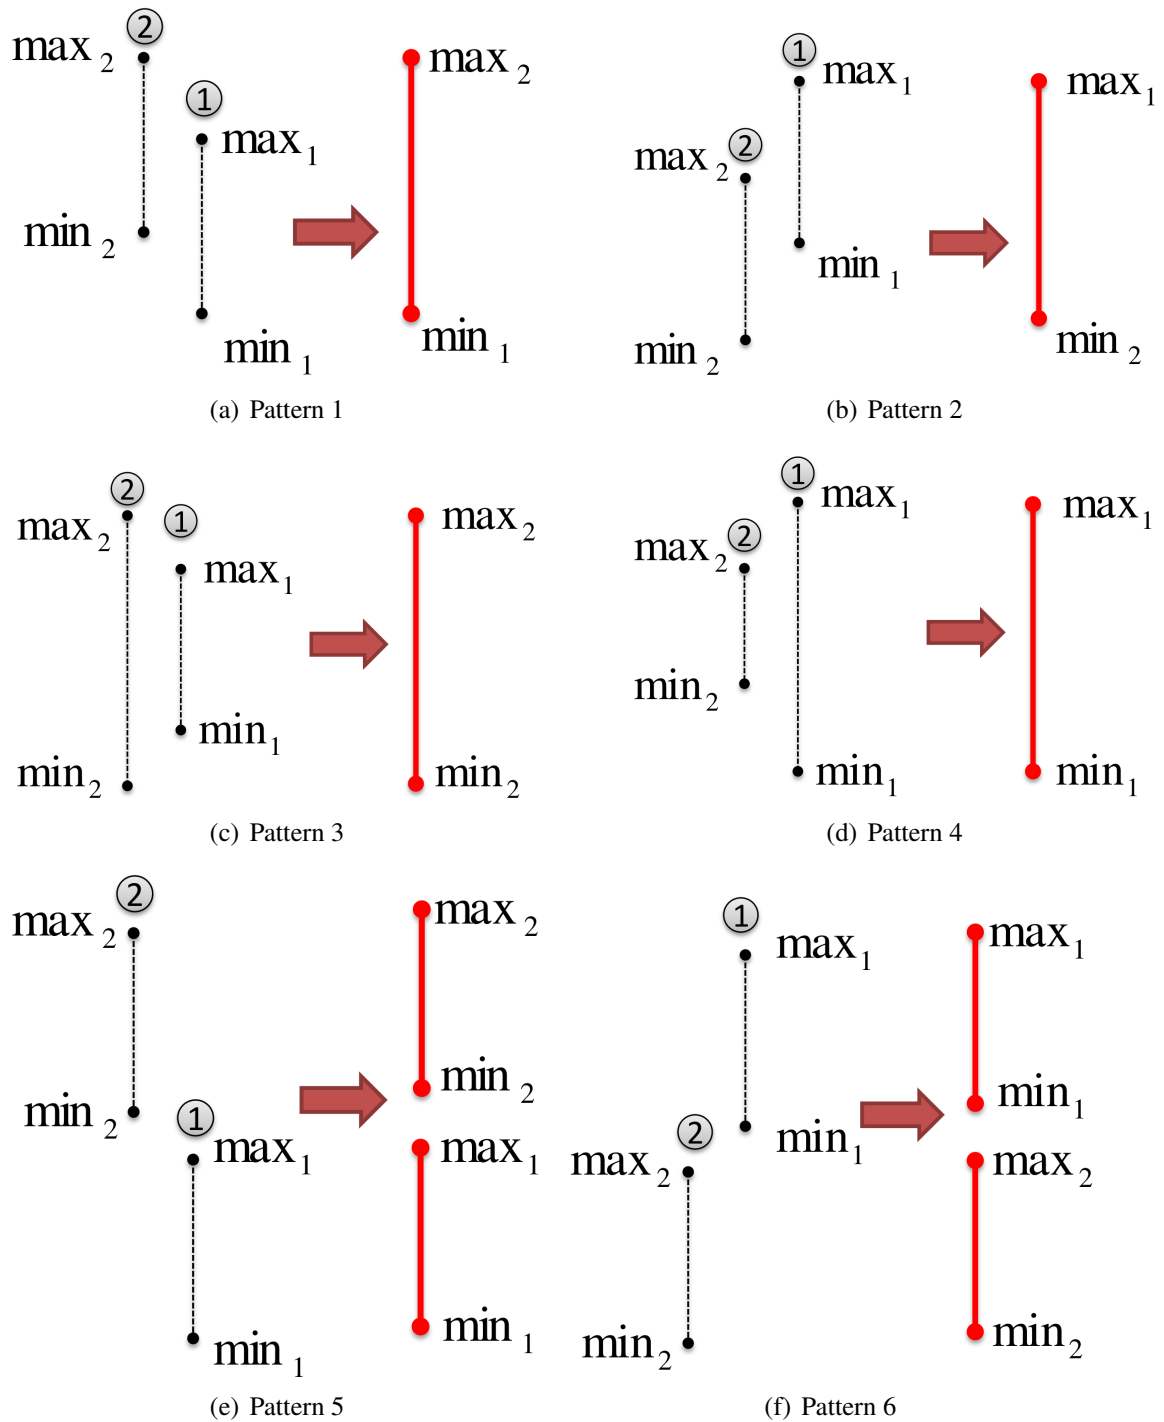 2
max 2
1
max 1
min 2
min 1
max 2
min 1
(a) Pattern 1
1
max 1
2
max 2
min 1
min 2
max 1
min 2
(b) Pattern 2
2
max 2
1
max 1
min 1
min 2
max 2
min 2
(c) Pattern 3
1
max 1
2
max 2
min 2
min 1
max 1
min 1
(d) Pattern 4
2
max 2
min 2
1
max 1
min 1
max 2
min 2
max 1
min 1
(e) Pattern 5
1
max 1
min 1
2
max 2
min 2
max 1
min 1
max 2
min 2
(f) Pattern 6